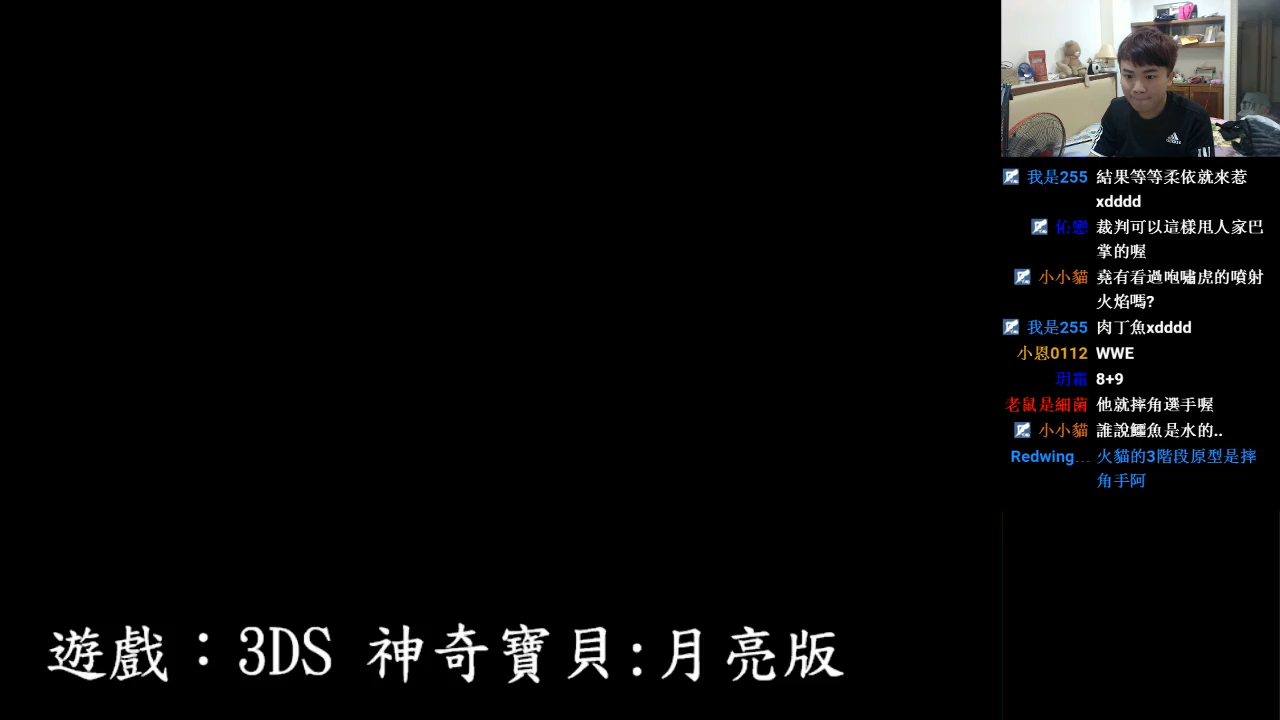 我是255 結果等等柔依就來惹
xdddd
伈戀 裁判可以這樣甩人家巴
掌的喔
小小貓 堯有看過咆嘯虎的噴射
火焰嗎?
我是255 肉丁魚xdddd
小恩0112 WWE
玥霜 8+9
老鼠是細菌 他就摔角選手喔
小小貓 誰說鱷魚是水的..
Redwing... 火貓的3階段原型是摔
角手阿
遊戲：3DS 神奇寶貝:月亮版